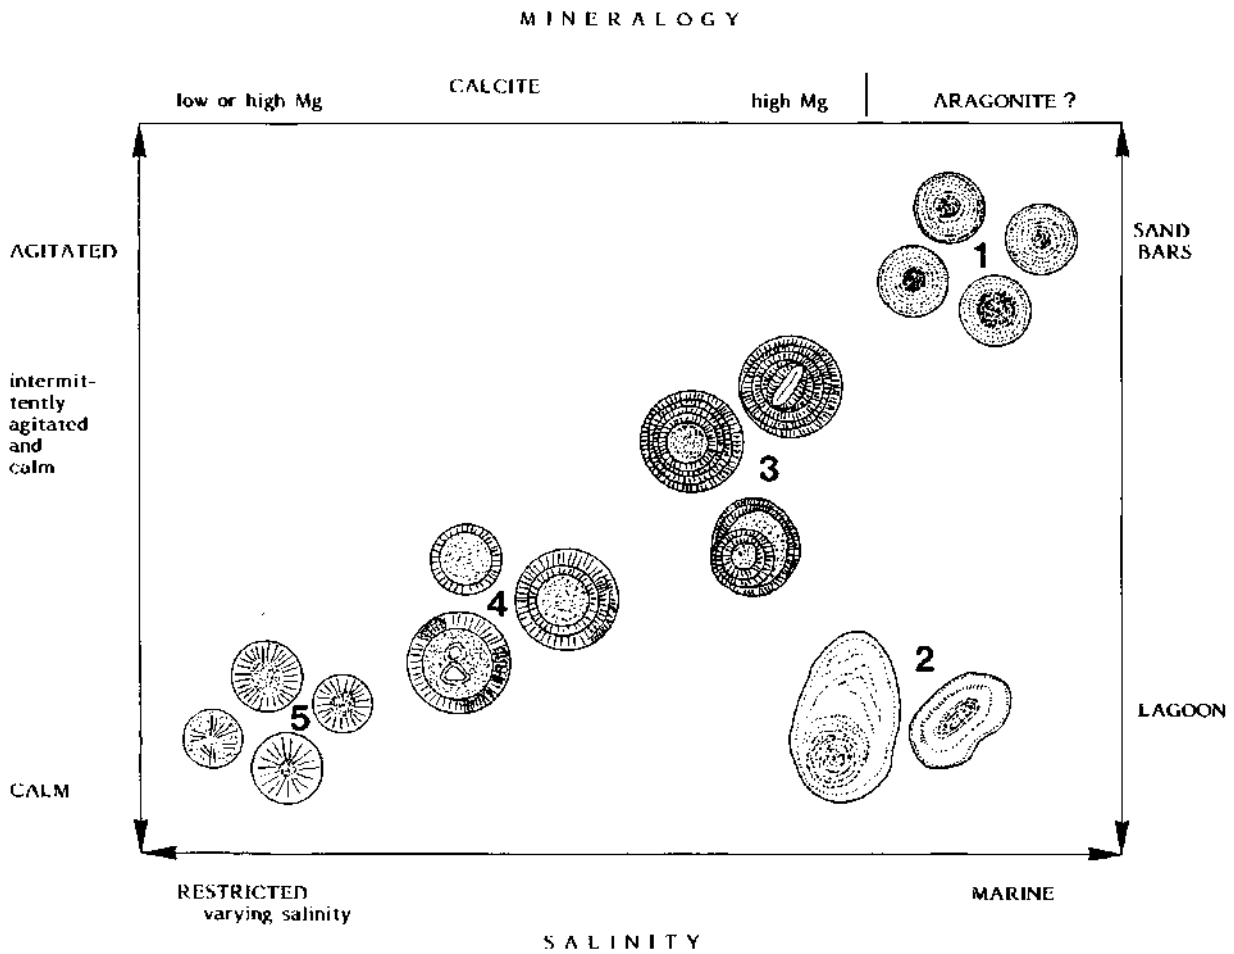 MINERALOGY
CALCITE
low or high Mg
high Mg
ARAGONITE ?
AGITATED
SAND
BARS
1
intermit-
tently
agitated
and
calm
3
4
2
5
LAGOON
CALM
RESTRICTED
varying salinity
MARINE
SALINITY